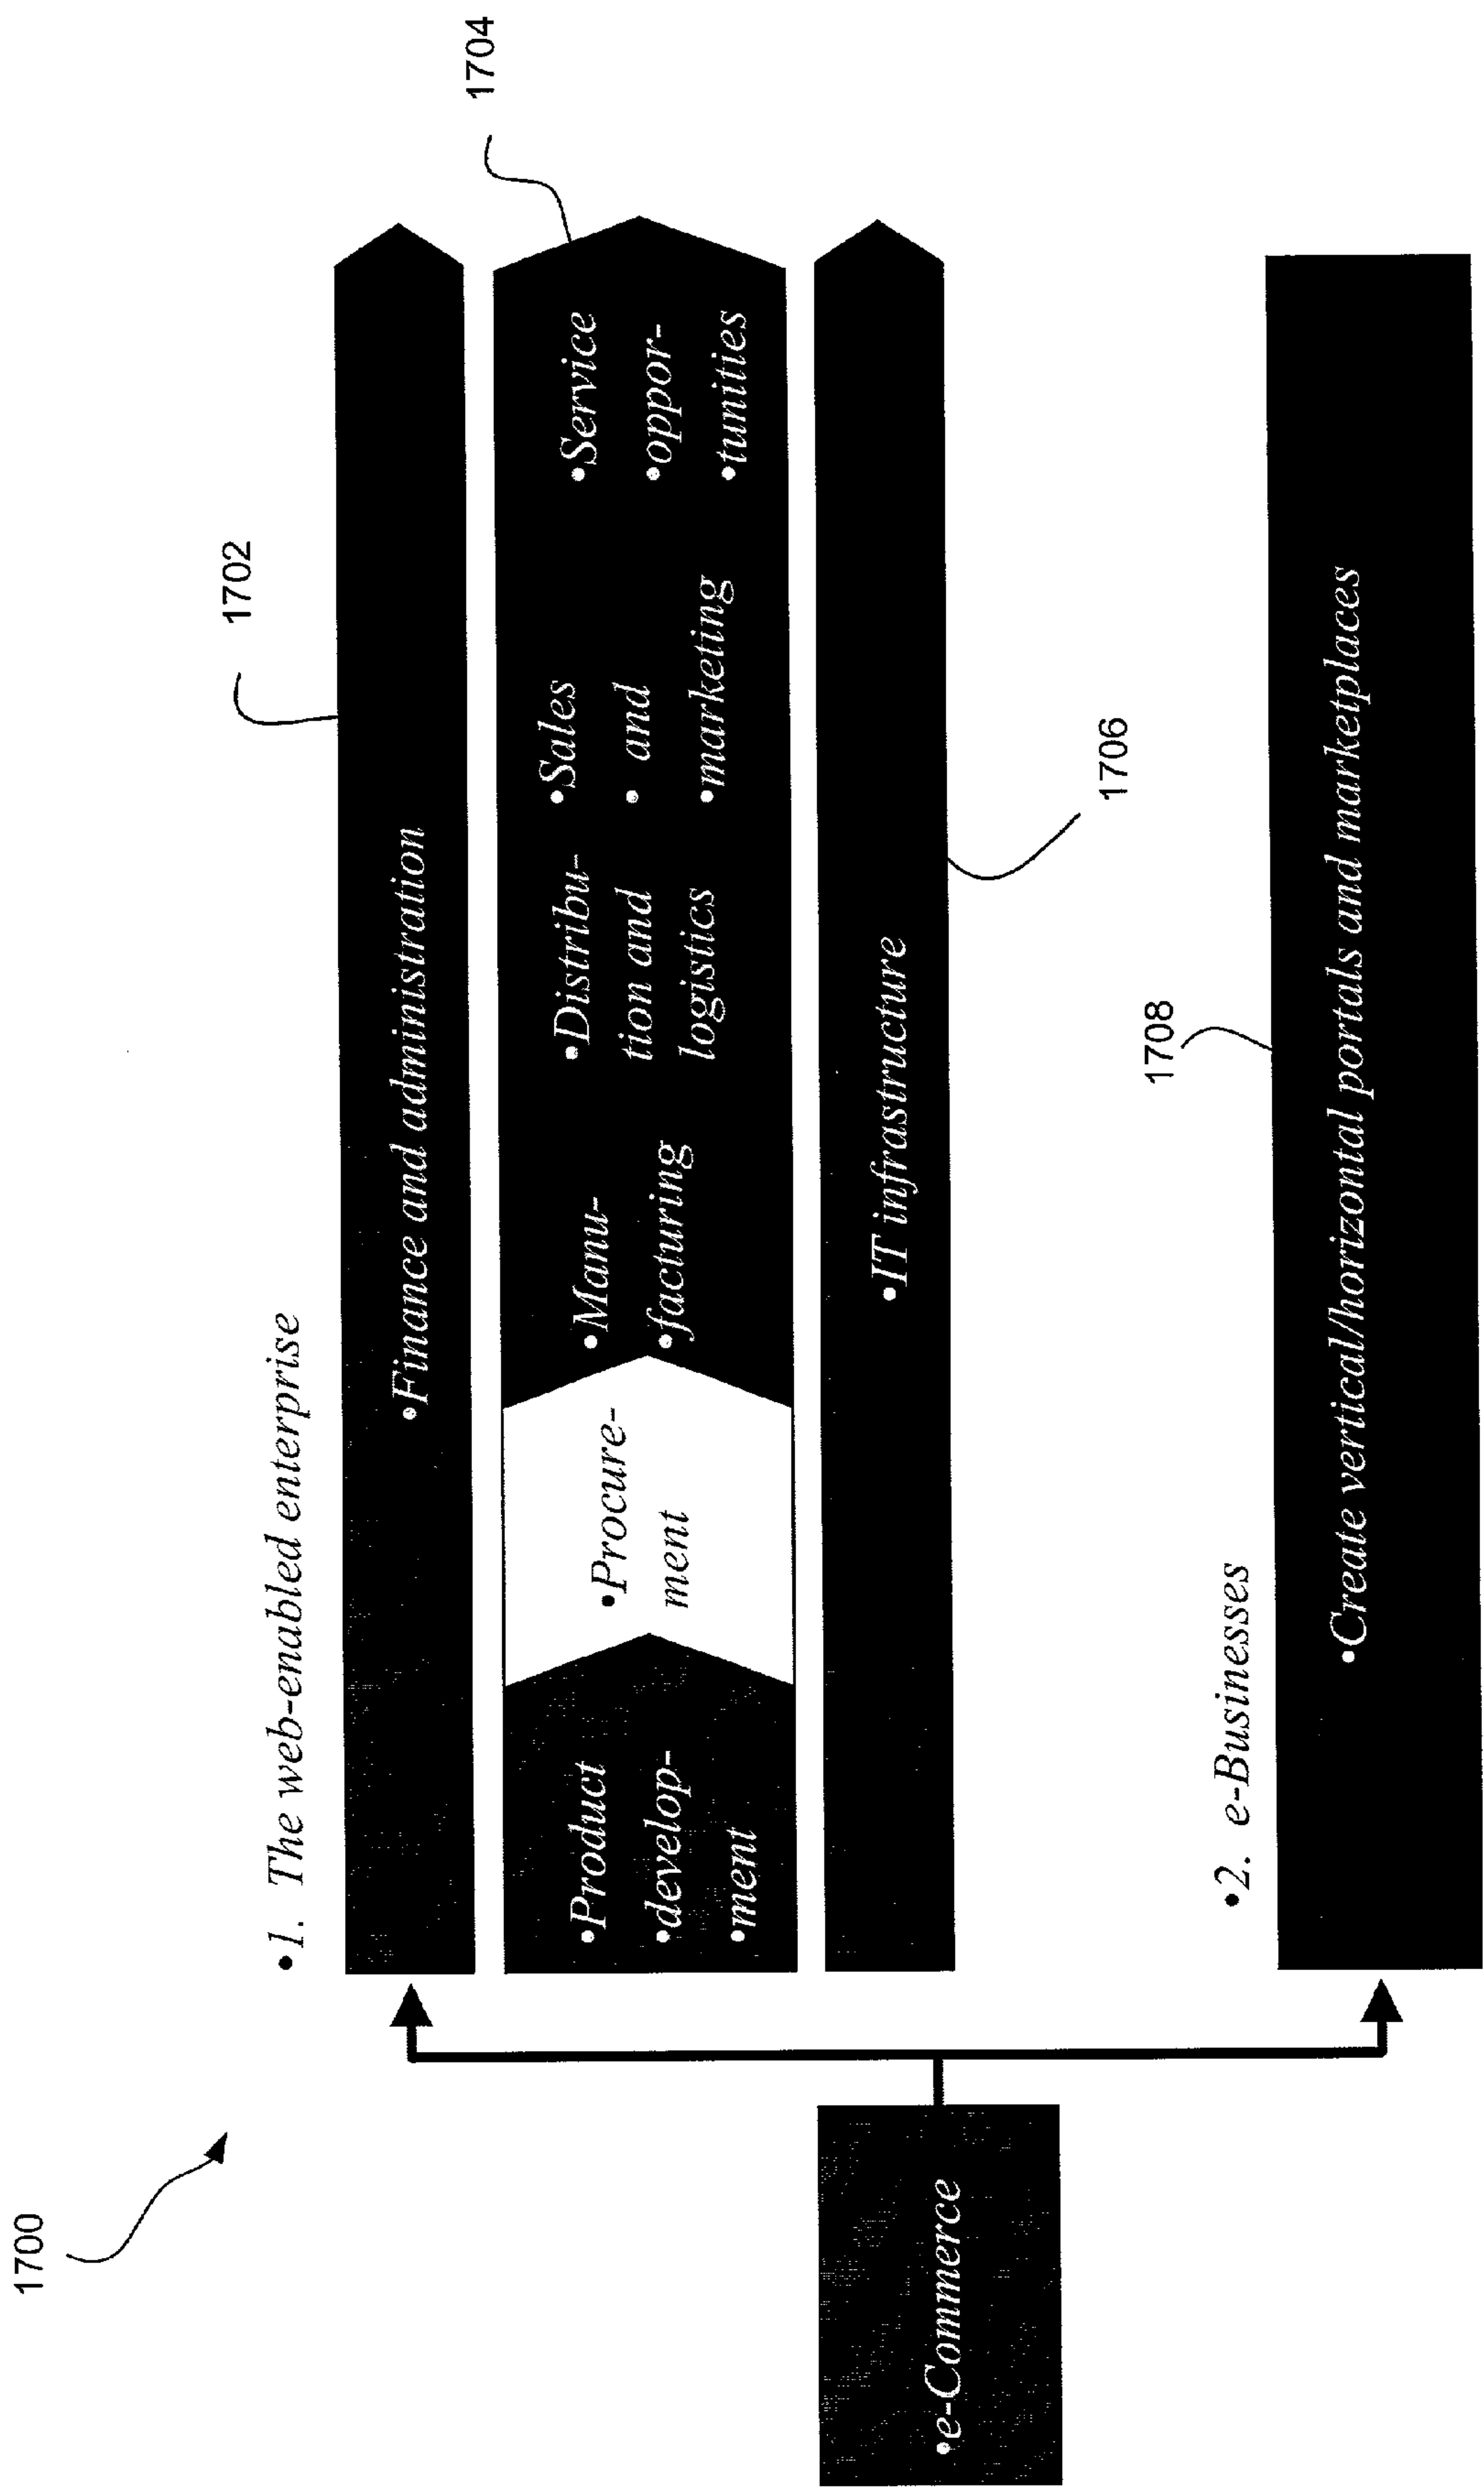 1700
•1. The web-enabled enterprise
1702
•Finance and administration
1704
•Product
•develop-
•ment
•Procure-
ment
•Manu-
•facturing
•Distribu-
tion and
logistics
•Sales
• and
•marketing
•Service
•oppor-
•tunities
•IT infrastructure
1706
•e-Commerce
•2. e-Businesses
1708
•Create vertical/horizontal portals and marketplaces